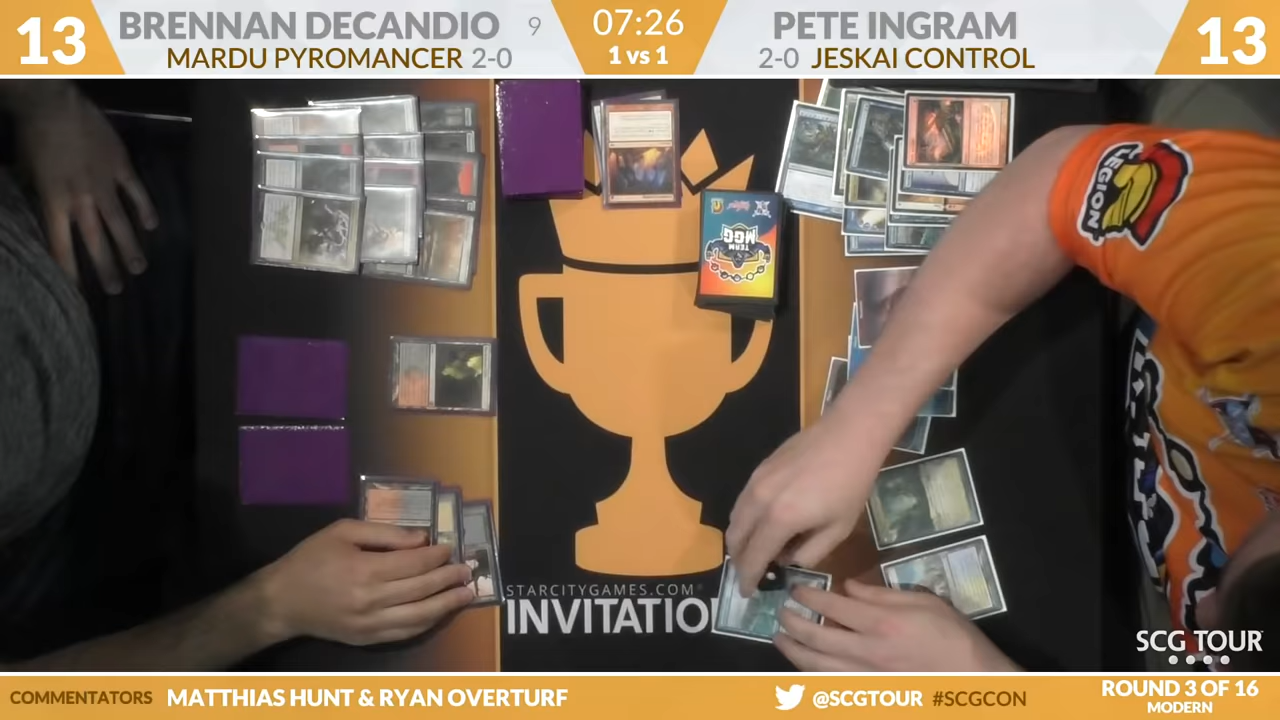 13
BRENNAN DECANDIO 9
MARDU PYROMANCER 2-0
07:26
1 vs 1
PETE INGRAM
2-0 JESKAI CONTROL
13
LEGION
TEAM
MGG
STARCITYGAMES.COM
INVITATIO
SCG TOUR
COMMENTATORS MATTHIAS HUNT & RYAN OVERTURF
@SCGTOUR #SCGCON
ROUND 3 OF 16
MODERN